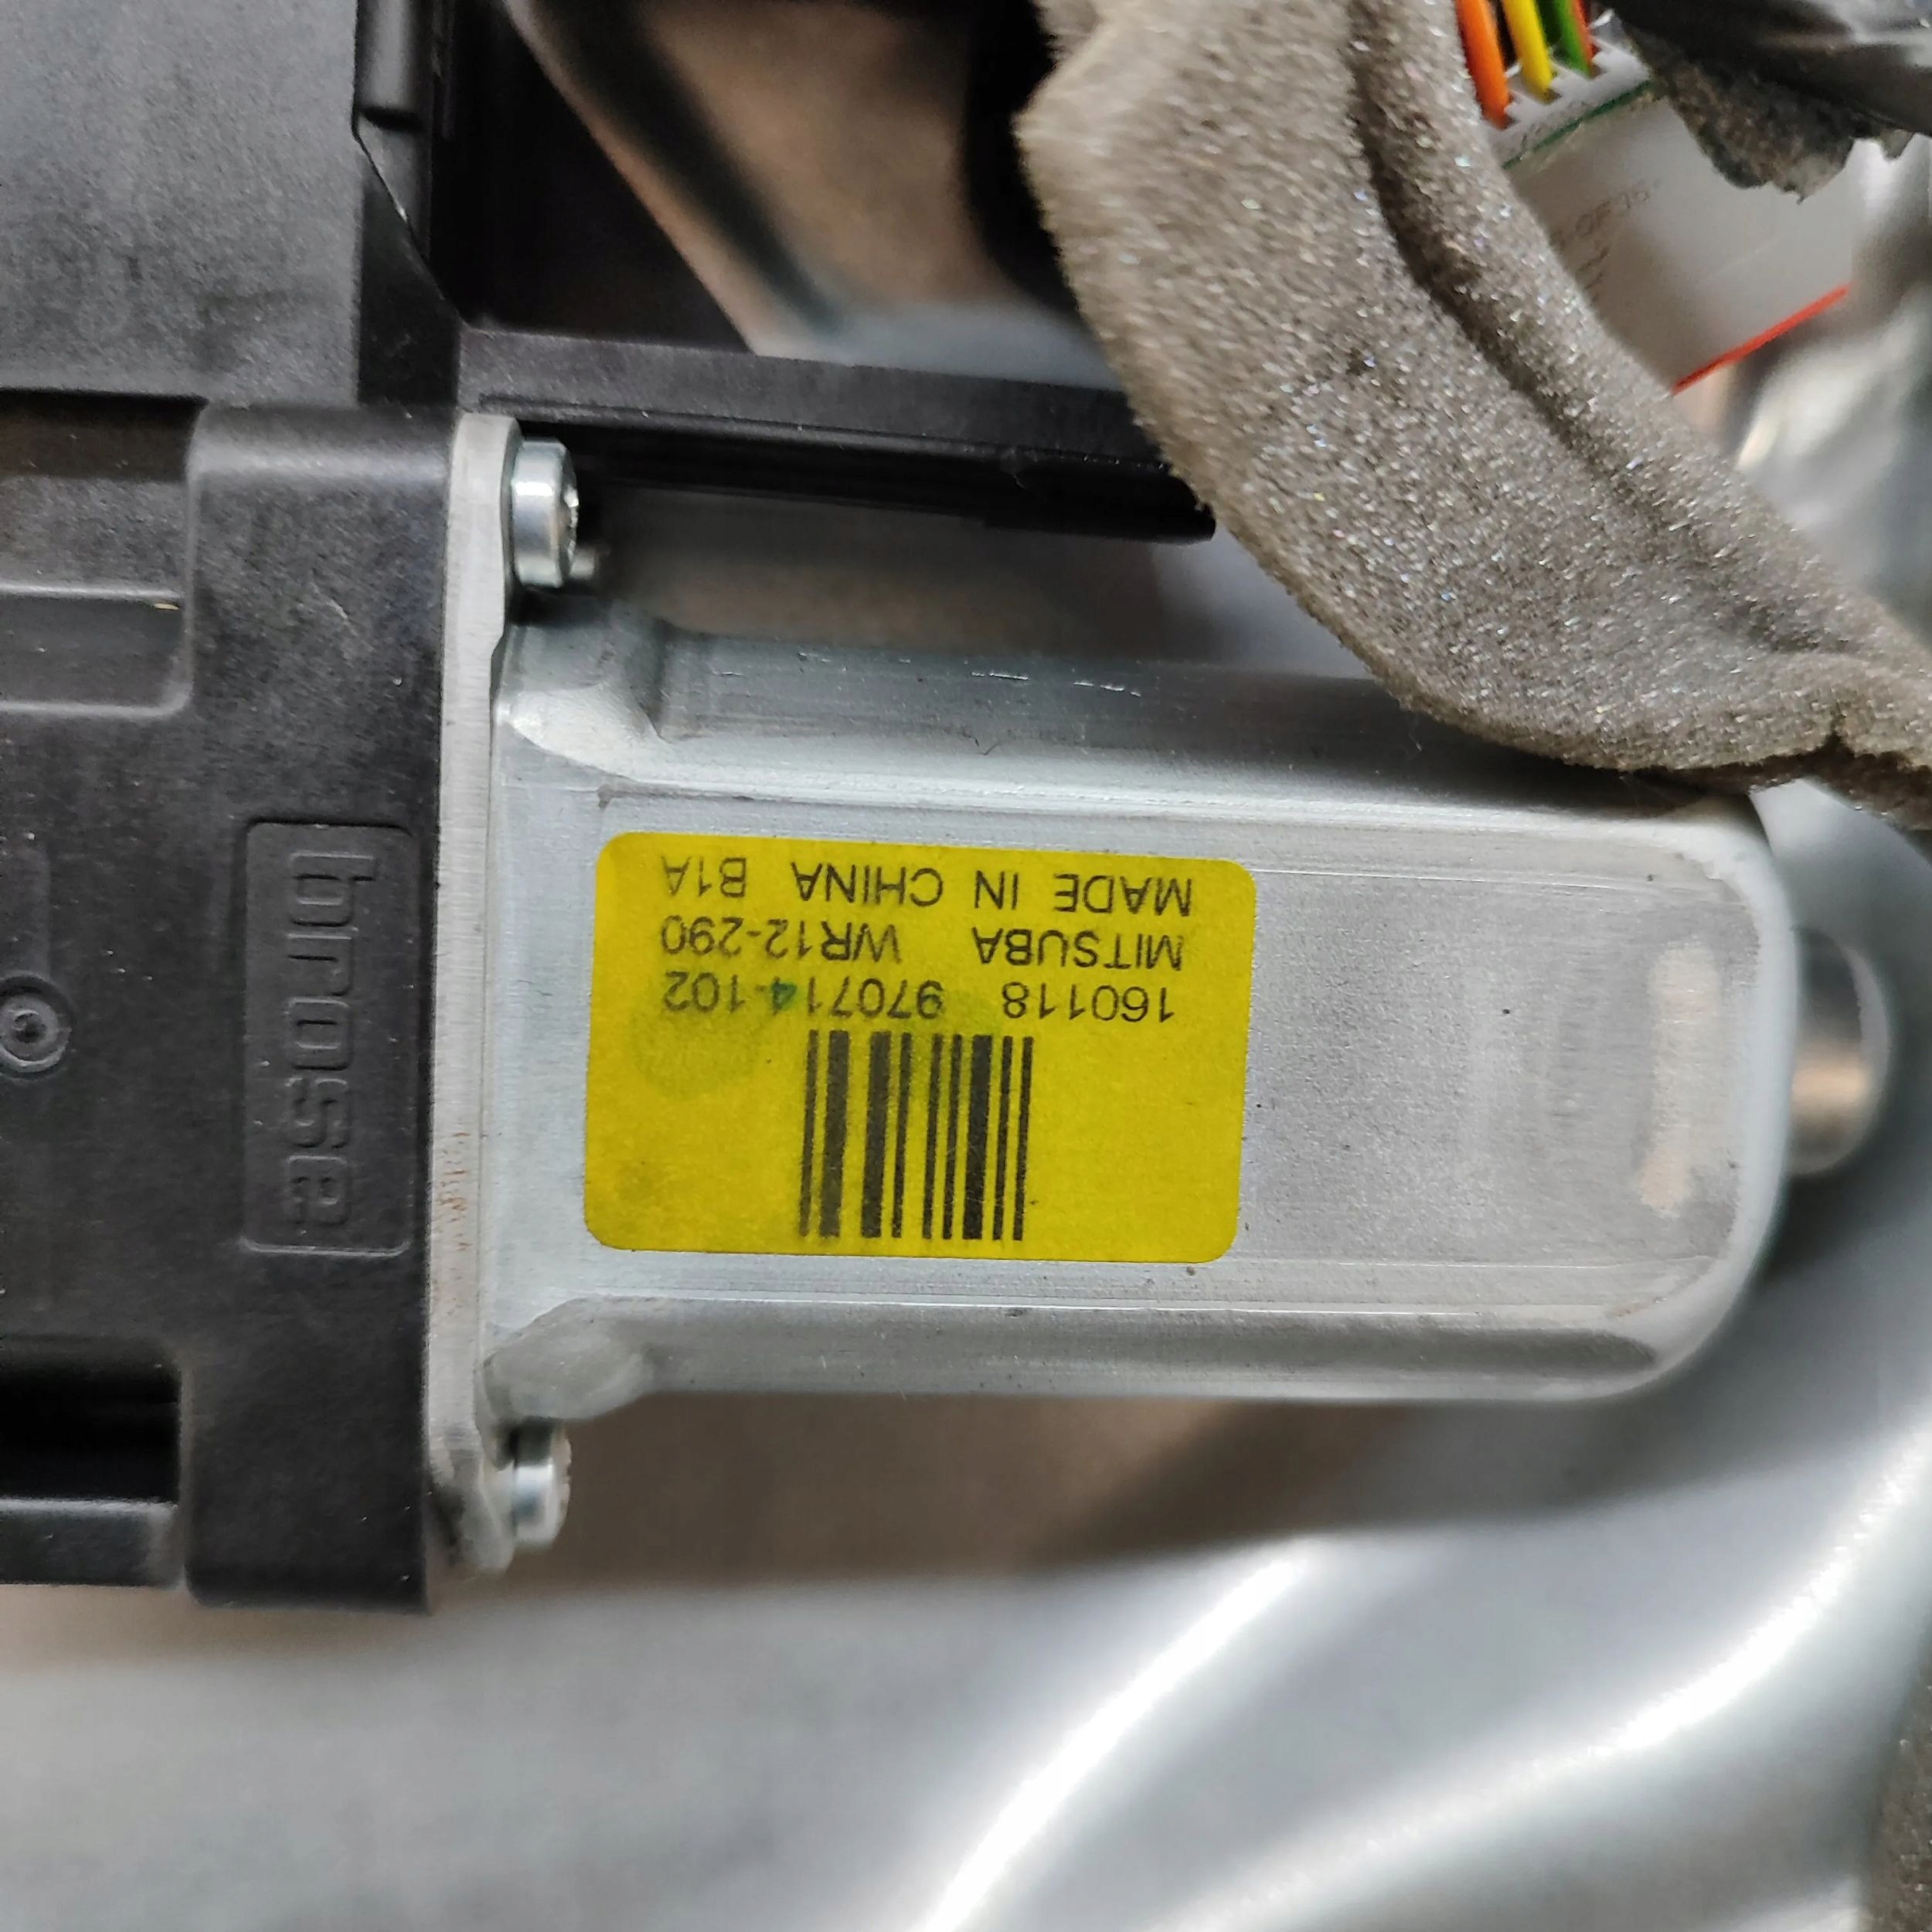 brose
160118 970714-102
MITSUBA WR12-290
MADE IN CHINA B1A